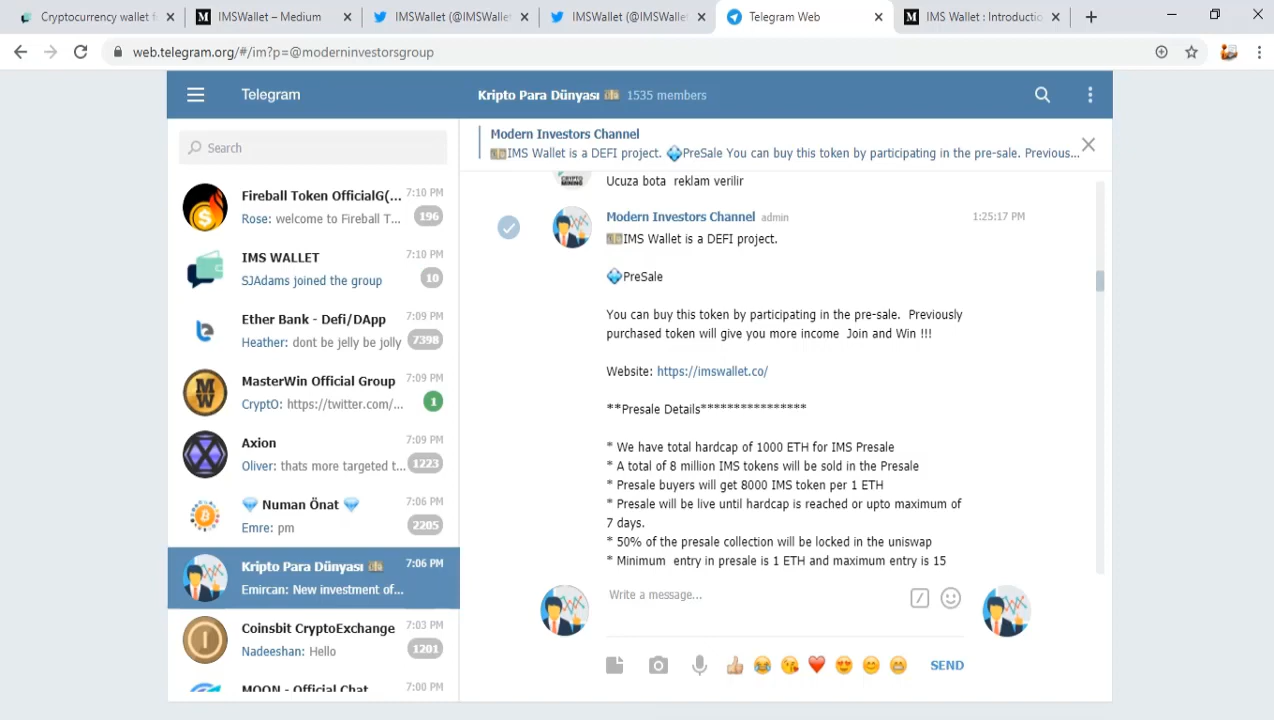 Cryptocurrency wallet f
IMSWallet – Medium
IMSWallet (@IMSWalle
IMSWallet (@IMSWalle
Telegram Web
IMS Wallet : Introductio
web.telegram.org/#/im?p=@moderninvestorsgroup
Telegram
Kripto Para Dünyası 1535 members
Search
Modern Investors Channel
IMS Wallet is a DEFI project. PreSale You can buy this token by participating in the pre-sale. Previous...
Fireball Token OfficialG(... 7:10 PM
Rose: welcome to Fireball T... 196
IMS WALLET 7:10 PM
SJAdams joined the group 10
Ether Bank - Defi/DApp 7:09 PM
Heather: dont be jelly be jolly 7398
MasterWin Official Group 7:09 PM
CryptO: https://twitter.com/... 1
Axion 7:09 PM
Oliver: thats more targeted t... 1223
Numan Önat 7:06 PM
Emre: pm 2205
Kripto Para Dünyası 7:06 PM
Emircan: New investment of...
Coinsbit CryptoExchange 7:03 PM
Nadeeshan: Hello 1201
MOON - Official Chat 7:00 PM
MINING
Ucuza bota reklam verilir
Modern Investors Channel admin 1:25:17 PM
IMS Wallet is a DEFI project.
PreSale
You can buy this token by participating in the pre-sale. Previously
purchased token will give you more income Join and Win !!!
Website: https://imswallet.co/
**Presale Details****************
* We have total hardcap of 1000 ETH for IMS Presale
* A total of 8 million IMS tokens will be sold in the Presale
* Presale buyers will get 8000 IMS token per 1 ETH
* Presale will be live until hardcap is reached or upto maximum of
7 days.
* 50% of the presale collection will be locked in the uniswap
* Minimum entry in presale is 1 ETH and maximum entry is 15
Write a message...
SEND